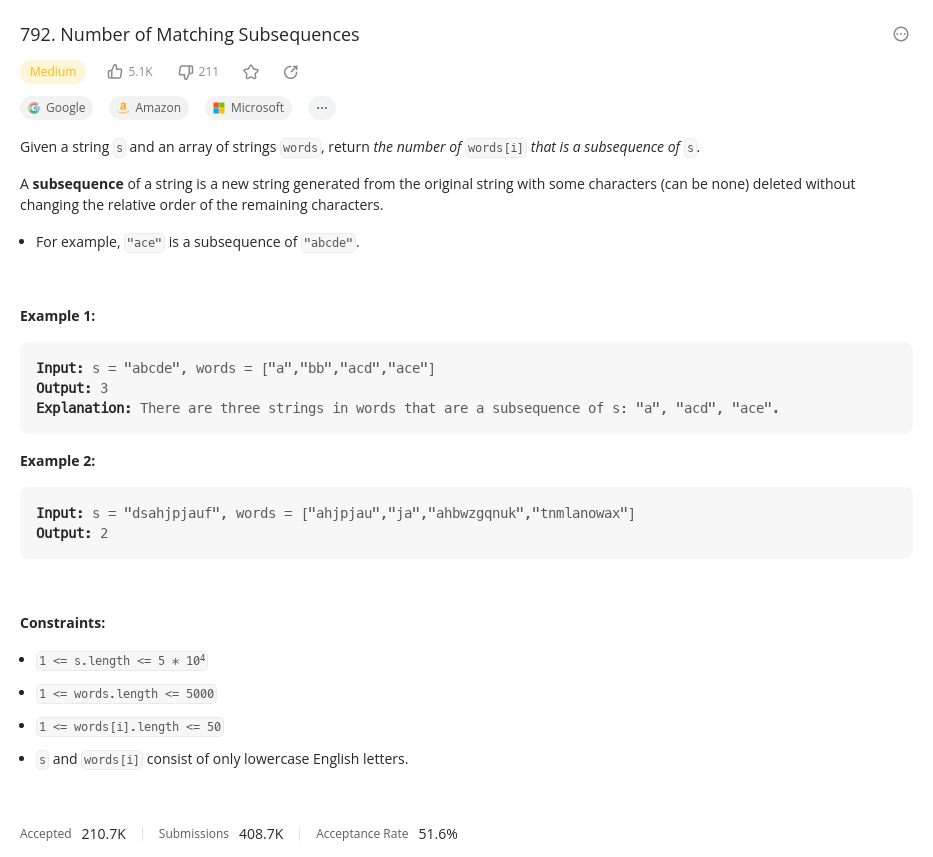 792. Number of Matching Subsequences
Medium 5.1K 211
Google Amazon Microsoft ...
Given a string s and an array of strings words, return the number of words[i] that is a subsequence of s.
A subsequence of a string is a new string generated from the original string with some characters (can be none) deleted without
changing the relative order of the remaining characters.
• For example, "ace" is a subsequence of "abcde".
Example 1:
Input: s = "abcde", words = ["a","bb","acd","ace"]
Output: 3
Explanation: There are three strings in words that are a subsequence of s: "a", "acd", "ace".
Example 2:
Input: s = "dsahjpjauf", words = ["ahjpjau","ja","ahbwzgqnuk","tnmlanowax"]
Output: 2
Constraints:
• 1 <= s.length <= 5 * 10⁴
• 1 <= words.length <= 5000
• 1 <= words[i].length <= 50
• s and words[i] consist of only lowercase English letters.
Accepted 210.7K Submissions 408.7K Acceptance Rate 51.6%